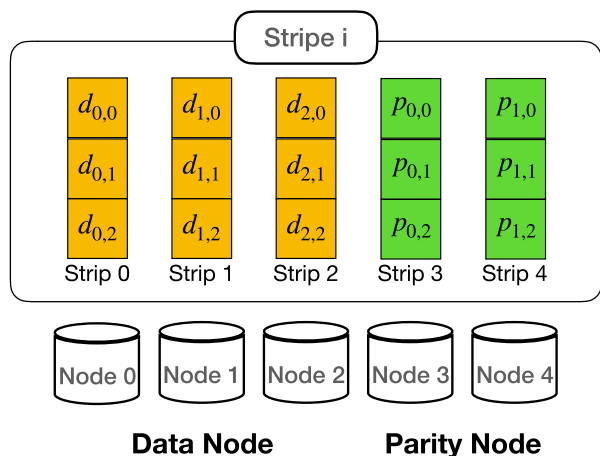 Stripe i
d0,0 d1,0 d2,0 p0,0 p1,0
d0,1 d1,1 d2,1 p0,1 p1,1
d0,2 d1,2 d2,2 p0,2 p1,2
Strip 0 Strip 1 Strip 2 Strip 3 Strip 4
Node 0 Node 1 Node 2 Node 3 Node 4
Data Node Parity Node